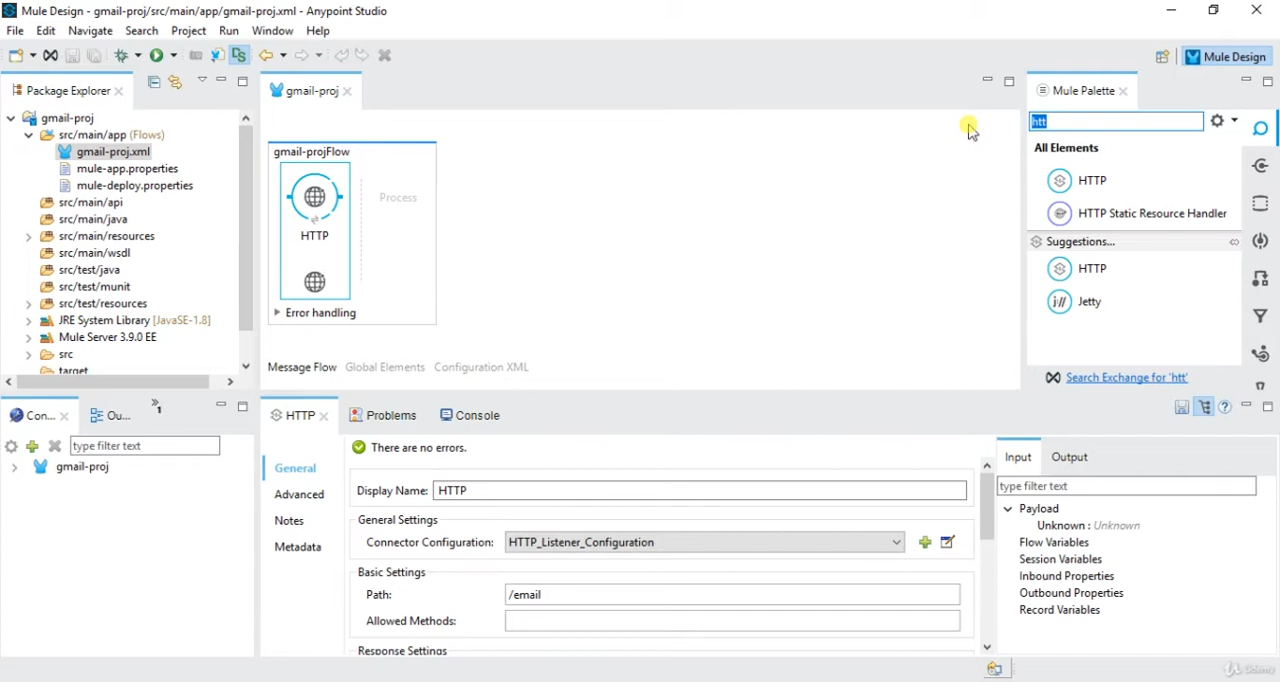 Mule Design - gmail-proj/src/main/app/gmail-proj.xml - Anypoint Studio
File Edit Navigate Search Project Run Window Help
Mule Design
Package Explorer
gmail-proj
src/main/app (Flows)
gmail-proj.xml
mule-app.properties
mule-deploy.properties
src/main/api
src/main/java
src/main/resources
src/main/wsdl
src/test/java
src/test/munit
src/test/resources
JRE System Library [JavaSE-1.8]
Mule Server 3.9.0 EE
src
target
gmail-proj
gmail-projFlow
HTTP
Process
Error handling
Message Flow Global Elements Configuration XML
Mule Palette
htt
All Elements
HTTP
HTTP Static Resource Handler
Suggestions...
HTTP
Jetty
Search Exchange for 'htt'
Con... Ou... 1
type filter text
gmail-proj
HTTP Problems Console
There are no errors.
General
Advanced
Notes
Metadata
Display Name: HTTP
General Settings
Connector Configuration: HTTP_Listener_Configuration
Basic Settings
Path: /email
Allowed Methods:
Response Settings
Input Output
type filter text
Payload
Unknown : Unknown
Flow Variables
Session Variables
Inbound Properties
Outbound Properties
Record Variables
Udemy